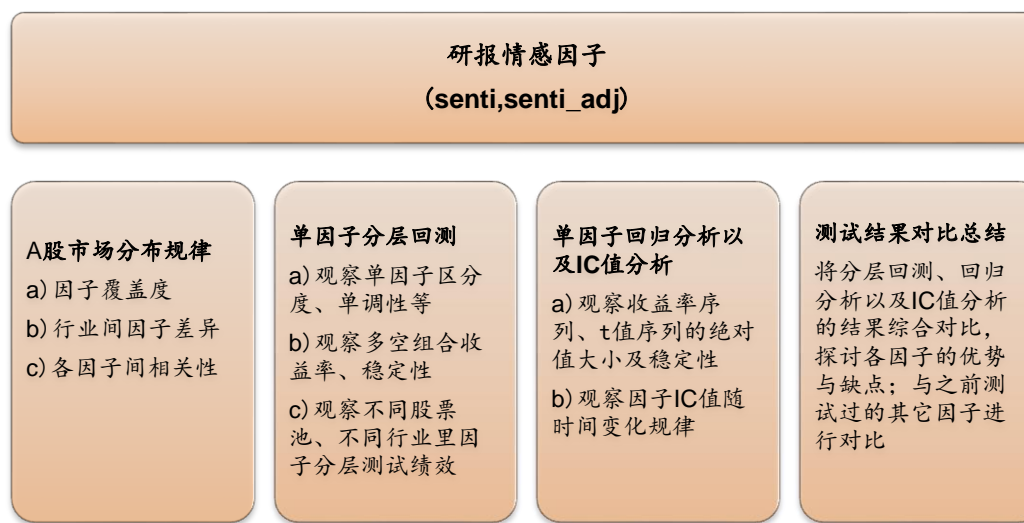 研报情感因子
(senti,senti_adj)
A股市场分布规律
a)因子覆盖度
b)行业间因子差异
c)各因子间相关性
单因子分层回测
a)观察单因子区分
度、单调性等
b)观察多空组合收
益率、稳定性
c)观察不同股票
池、不同行业里因
子分层测试绩效
单因子回归分析以
及IC值分析
a)观察收益率序
列、t值序列的绝对
值大小及稳定性
b)观察因子IC值随
时间变化规律
测试结果对比总结
将分层回测、回归
分析以及IC值分析
的结果综合对比，
探讨各因子的优势
与缺点；与之前测
试过的其它因子进
行对比